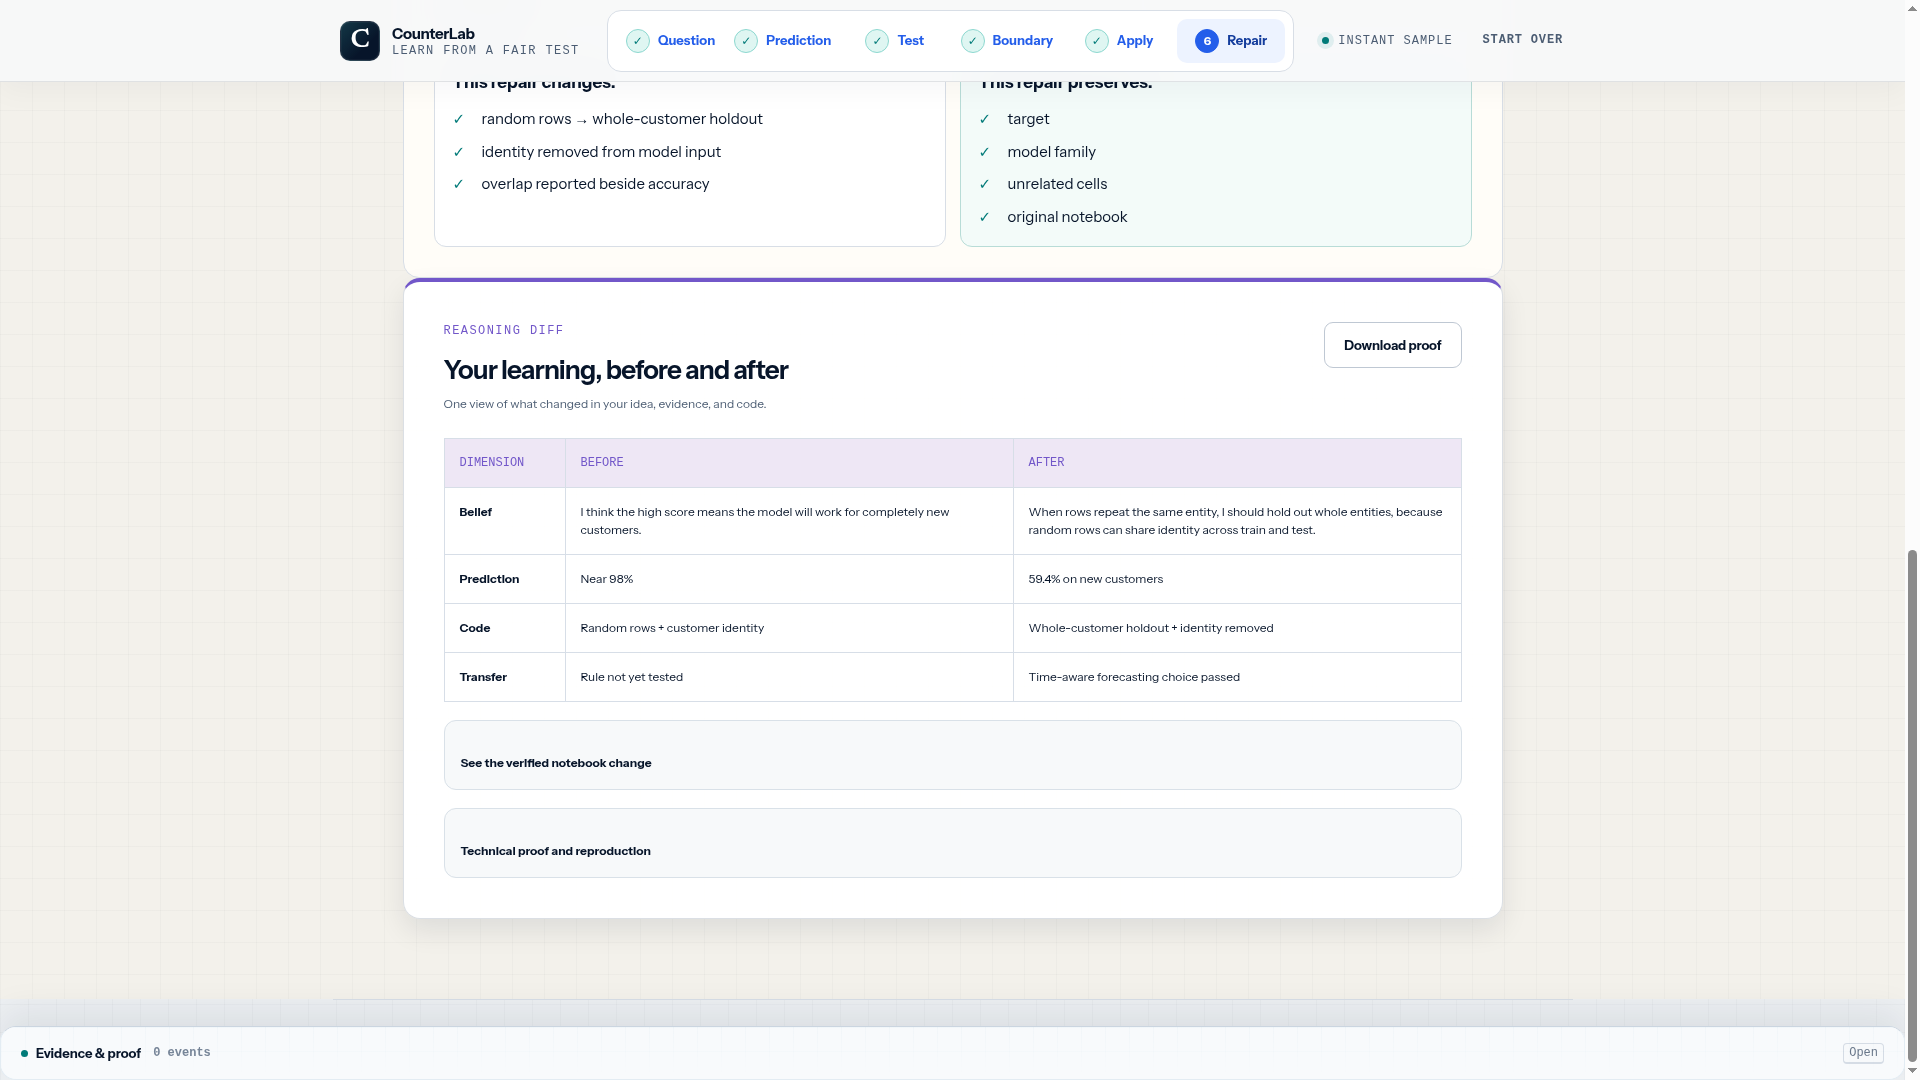 C
CounterLab
LEARN FROM A FAIR TEST
✓ Question
✓ Prediction
✓ Test
✓ Boundary
✓ Apply
6 Repair
INSTANT SAMPLE
START OVER
This repair changes:
✓ random rows → whole-customer holdout
✓ identity removed from model input
✓ overlap reported beside accuracy
This repair preserves:
✓ target
✓ model family
✓ unrelated cells
✓ original notebook
REASONING DIFF
Your learning, before and after
One view of what changed in your idea, evidence, and code.
Download proof
DIMENSION BEFORE AFTER
Belief
I think the high score means the model will work for completely new
customers.
When rows repeat the same entity, I should hold out whole entities, because
random rows can share identity across train and test.
Prediction Near 98% 59.4% on new customers
Code Random rows + customer identity Whole-customer holdout + identity removed
Transfer Rule not yet tested Time-aware forecasting choice passed
See the verified notebook change
Technical proof and reproduction
Evidence & proof 0 events
Open